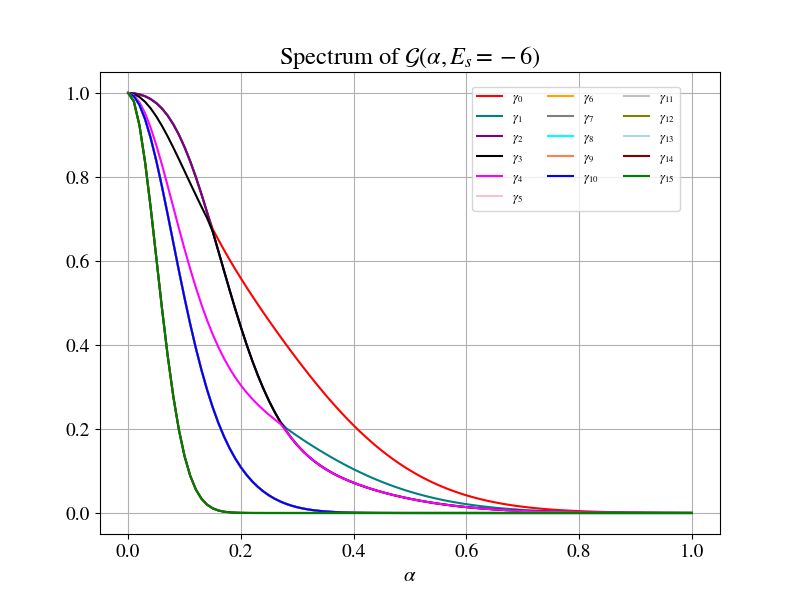 Spectrum of 𝒢(α, E_s = −6)
1.0
0.8
0.6
0.4
0.2
0.0
0.0 0.2 0.4 0.6 0.8 1.0
α
γ₀ γ₆ γ₁₁
γ₁ γ₇ γ₁₂
γ₂ γ₈ γ₁₃
γ₃ γ₉ γ₁₄
γ₄ γ₁₀ γ₁₅
γ₅